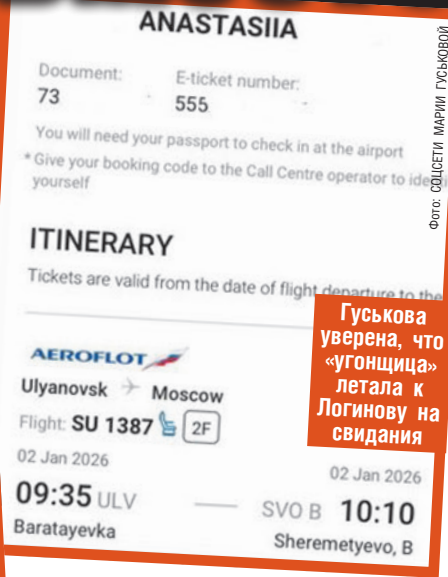 ANASTASIIA
Document:
E-ticket number:
73
555
You will need your passport to check in at the airport
* Give your booking code to the Call Centre operator to
yourself
ITINERARY
Tickets are valid from the date of flight departure to the
AEROFLOT
Ulyanovsk Moscow
Flight: SU 1387 2F
02 Jan 2026
02 Jan 2026
09:35 ULV
SVO B 10:10
Baratayevka
Sheremetyevo, B
Гуськова
уверена, что
«угонщица»
летала к
Логинову на
свидания
Фото: СОЦСЕТИ МАРИИ ГУСЬКОВОЙ